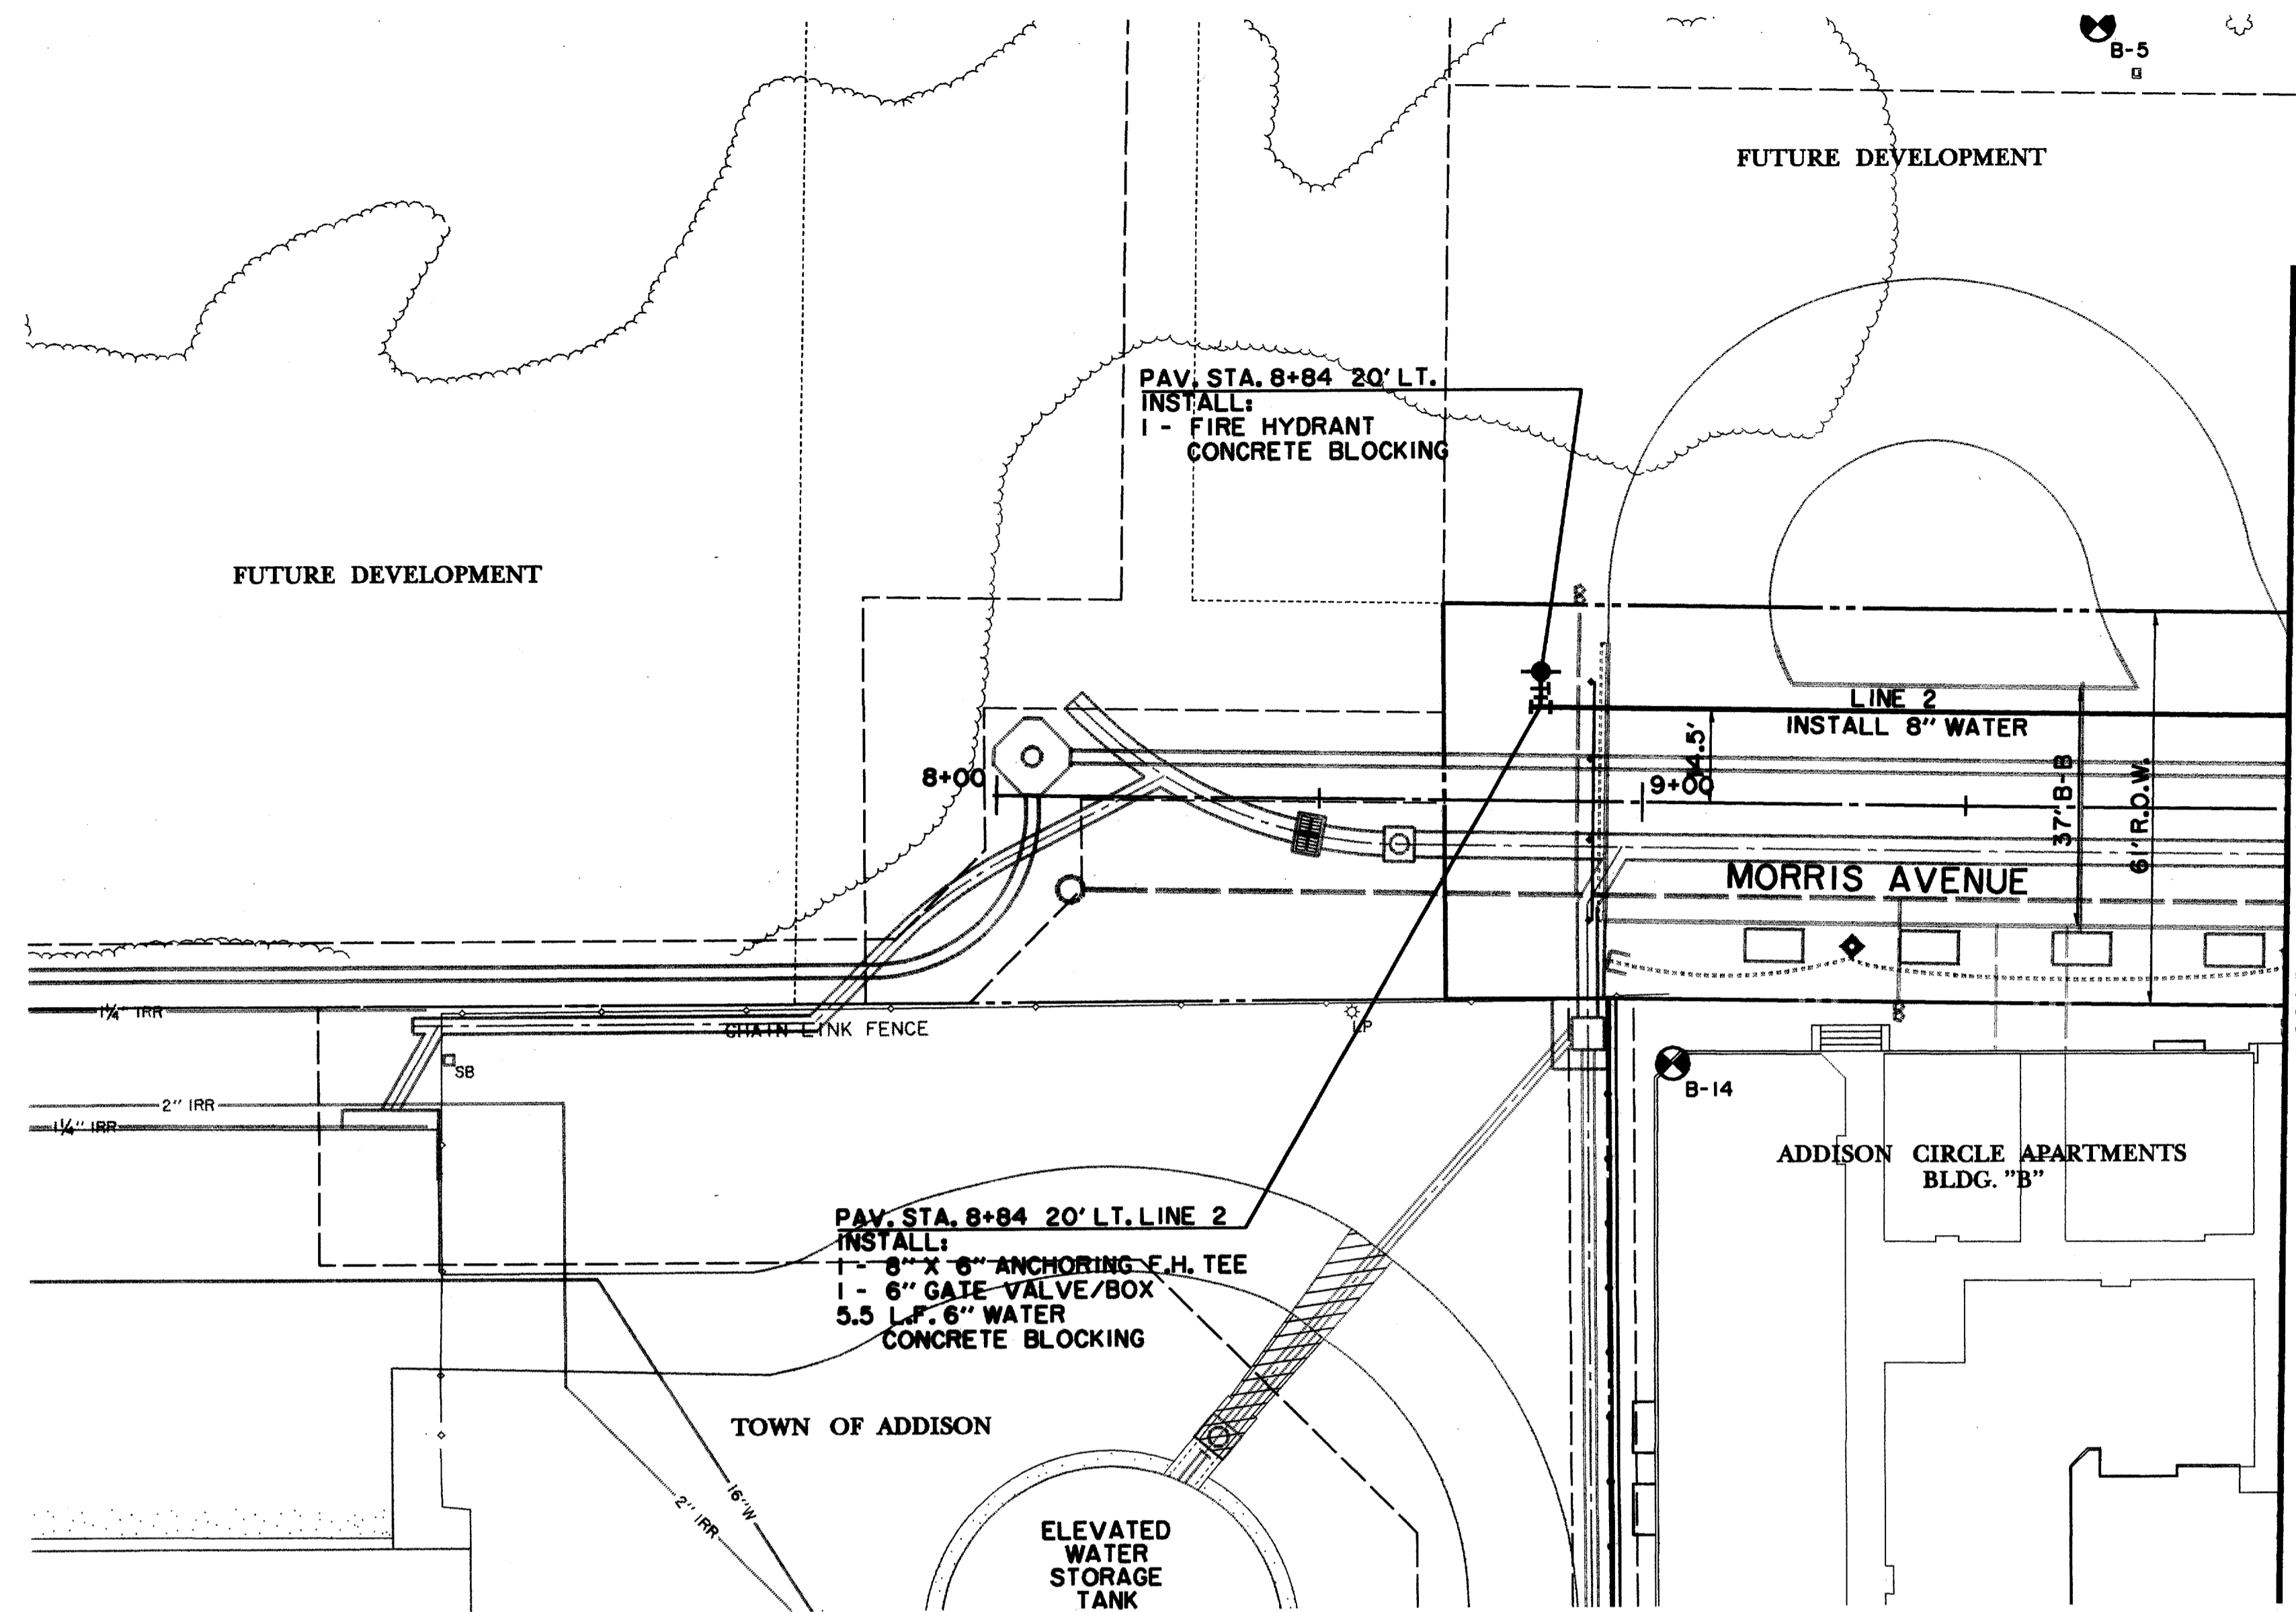 B-5
FUTURE DEVELOPMENT
PAV. STA. 8+84 20' LT.
INSTALL:
1 - FIRE HYDRANT
CONCRETE BLOCKING
FUTURE DEVELOPMENT
LINE 2
INSTALL 8" WATER
14.5'
8+00
9+00
37' B-B
61' R.O.W.
MORRIS AVENUE
1¼" IRR
CHAIN LINK FENCE
LP
SB
B-14
2" IRR
1¼" IRR
ADDISON CIRCLE APARTMENTS
BLDG. "B"
PAV. STA. 8+84 20' LT. LINE 2
INSTALL:
1 - 8" X 6" ANCHORING F.H. TEE
1 - 6" GATE VALVE/BOX
5.5 L.F. 6" WATER
CONCRETE BLOCKING
TOWN OF ADDISON
16" W
2" IRR
ELEVATED
WATER
STORAGE
TANK